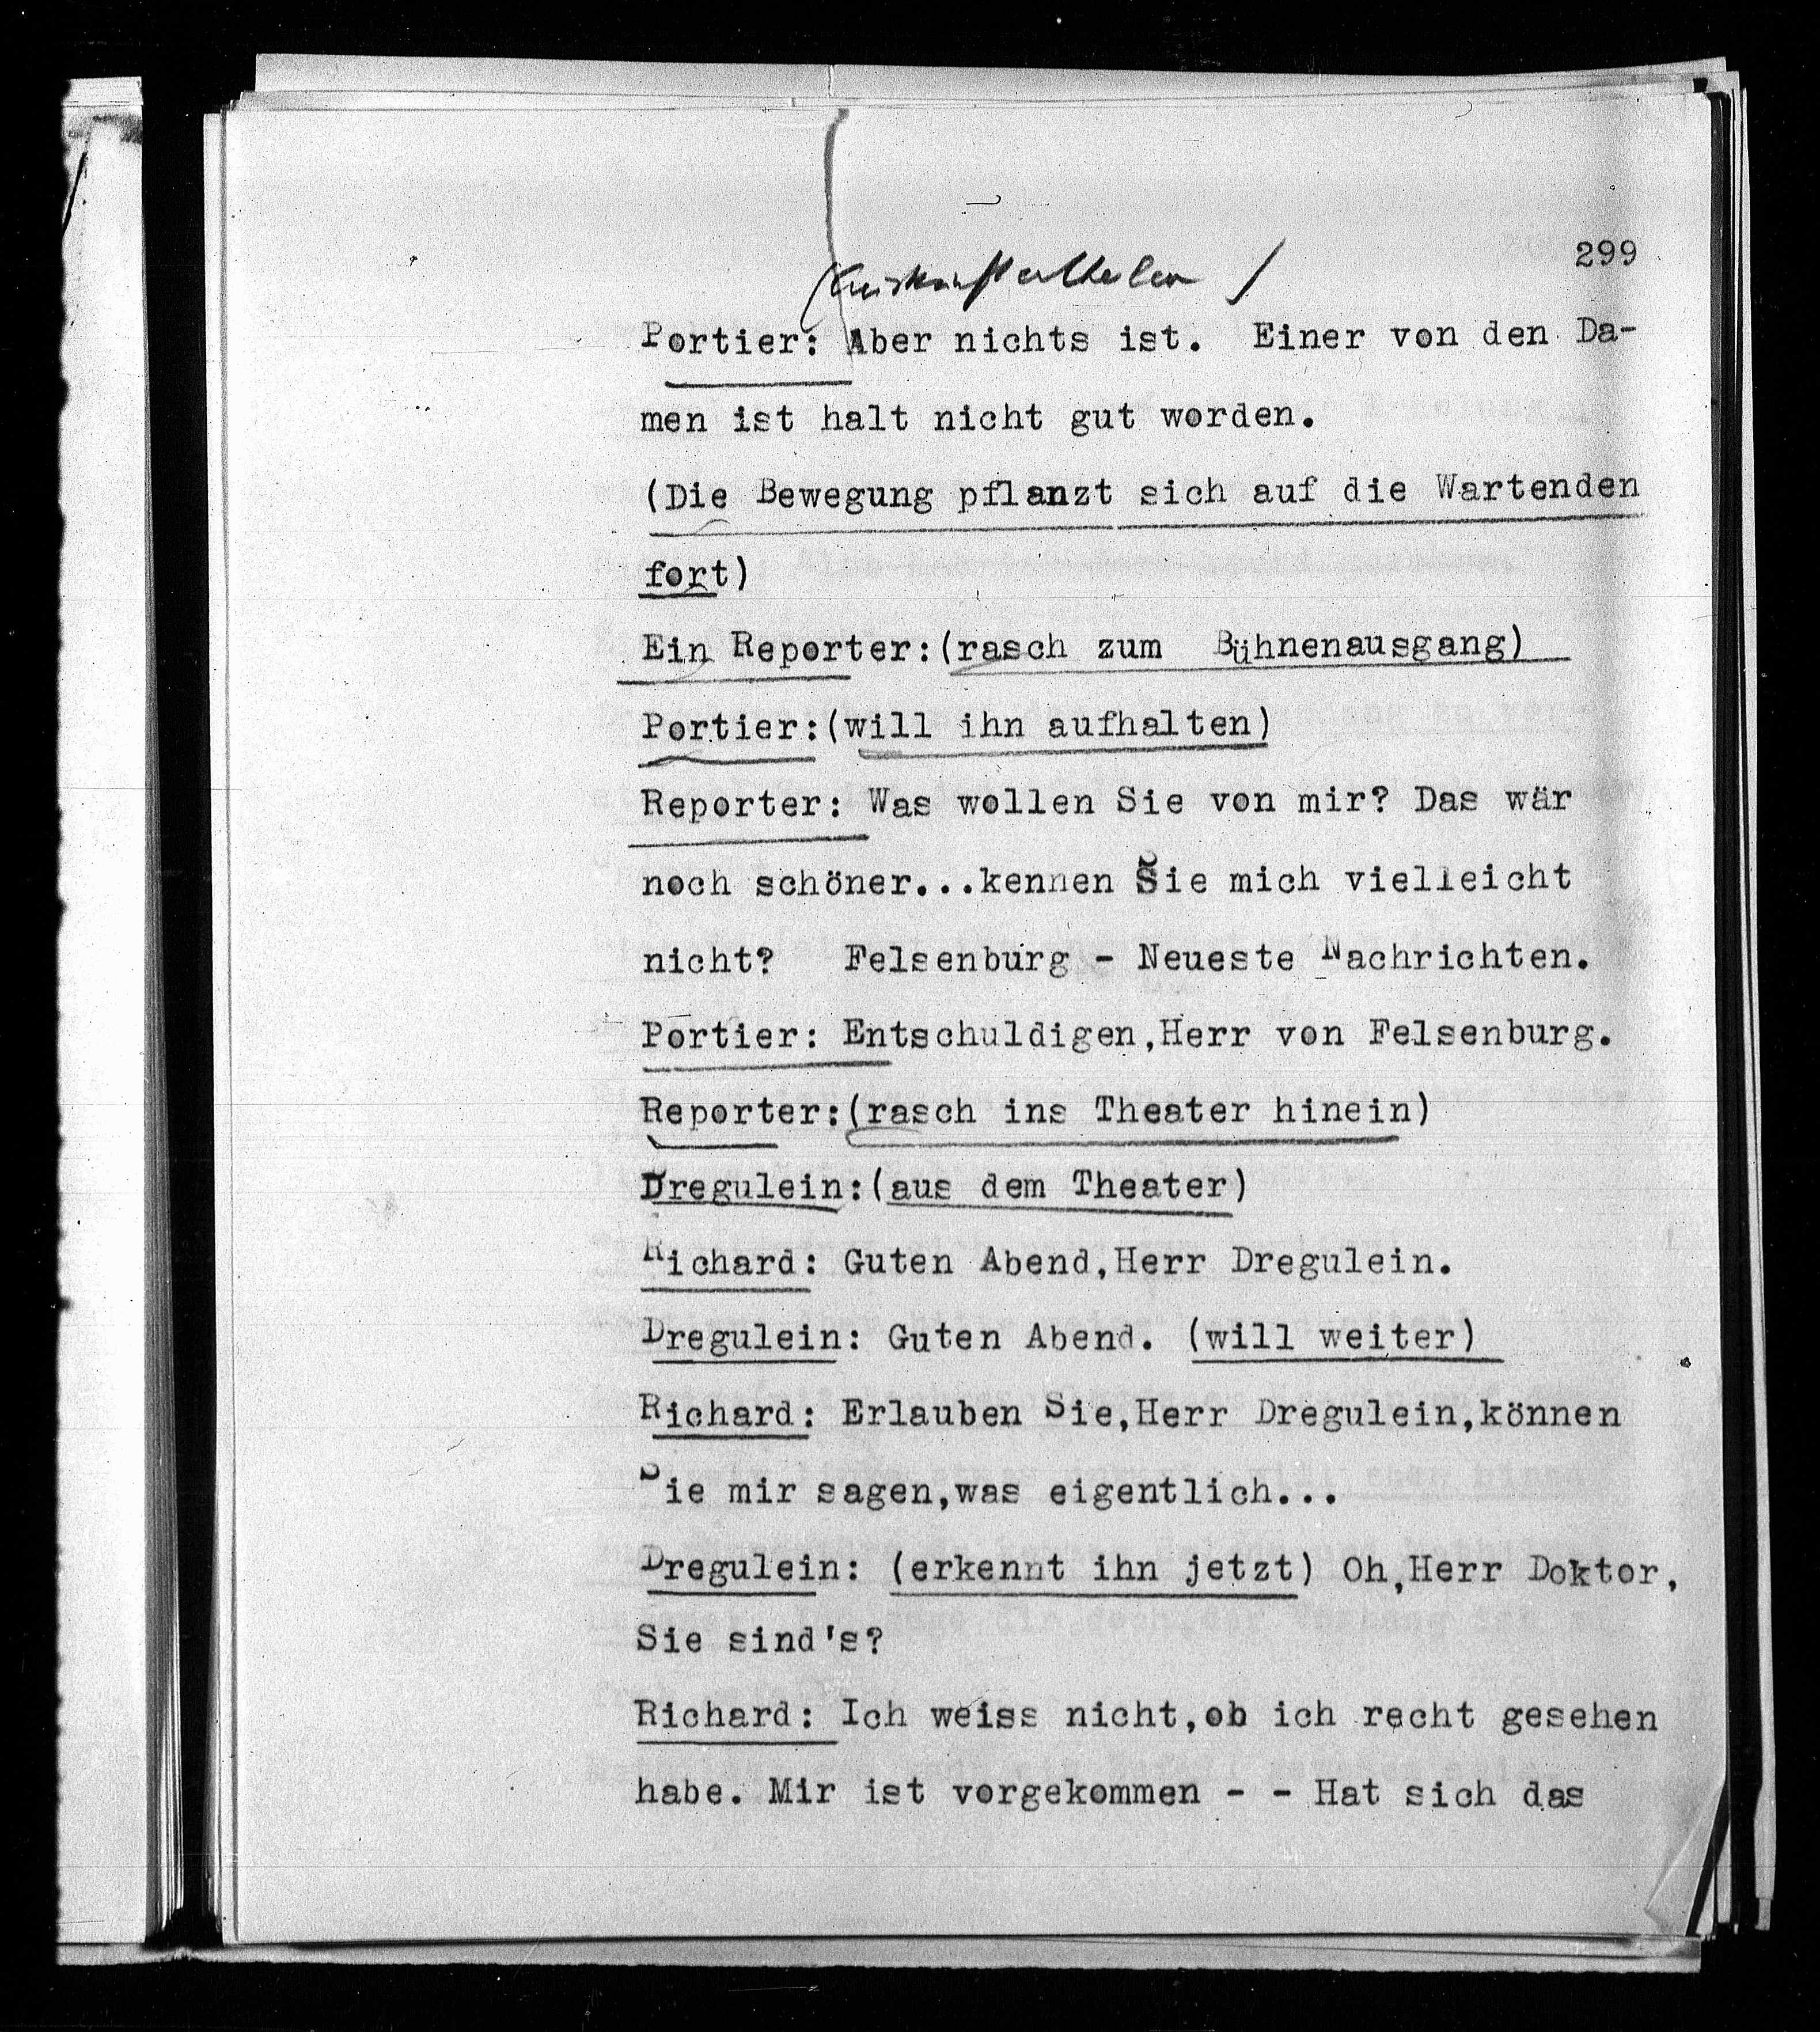 299
(Auskunft ertheilen)
Portier: Aber nichts ist. Einer von den Da-
men ist halt nicht gut worden.
(Die Bewegung pflanzt sich auf die Wartenden
fort)
Ein Reporter:(rasch zum Bühnenausgang)
Portier:(will ihn aufhalten)
Reporter: Was wollen Sie von mir? Das wär
noch schöner...kennen Sie mich vielleicht
nicht? Felsenburg - Neueste Nachrichten.
Portier: Entschuldigen,Herr von Felsenburg.
Reporter:(rasch ins Theater hinein)
Dregulein:(aus dem Theater)
Richard: Guten Abend,Herr Dregulein.
Dregulein: Guten Abend. (will weiter)
Richard: Erlauben Sie,Herr Dregulein,können
Sie mir sagen,was eigentlich...
Dregulein: (erkennt ihn jetzt) Oh,Herr Doktor,
Sie sind's?
Richard: Ich weiss nicht,ob ich recht gesehen
habe. Mir ist vorgekommen - - Hat sich das